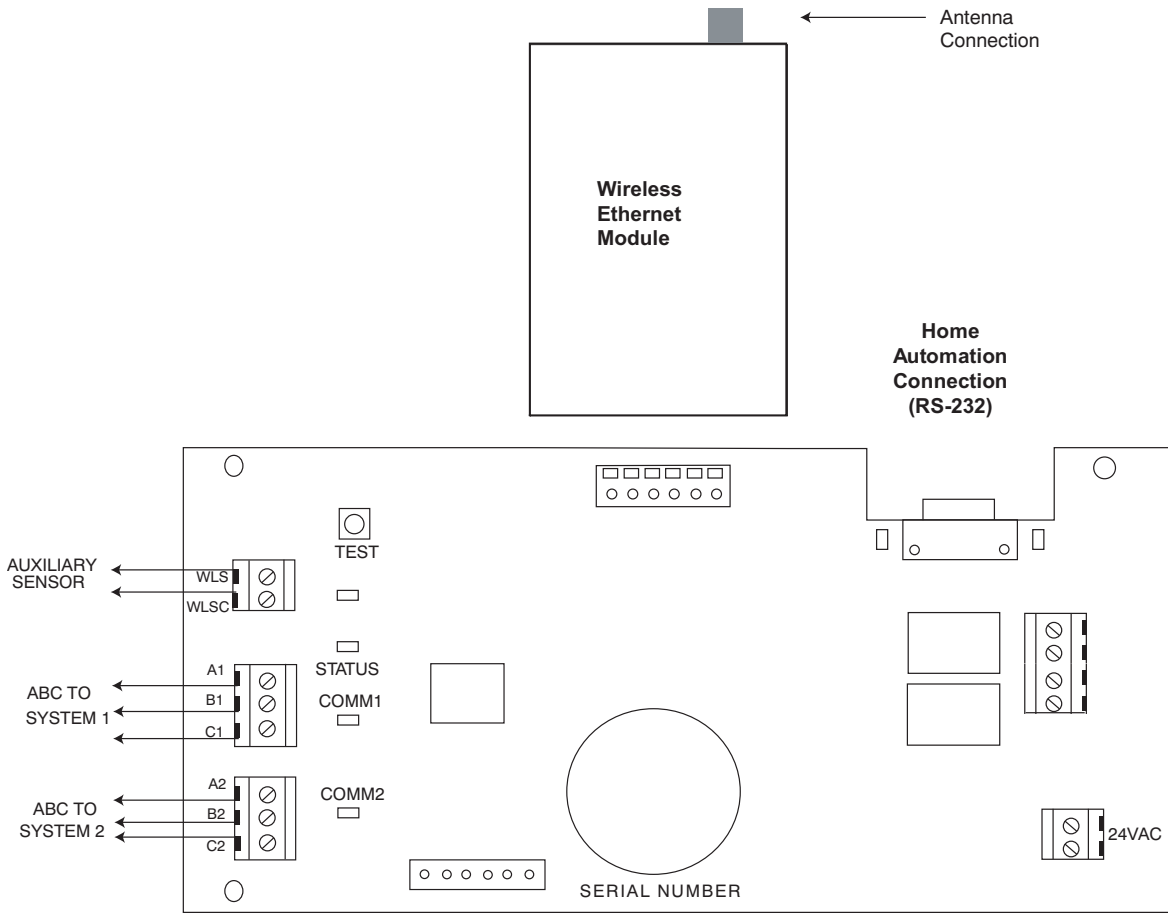 Antenna
Connection
Wireless
Ethernet
Module
Home
Automation
Connection
(RS-232)
TEST
AUXILIARY
SENSOR
WLS
WLSC
STATUS
A1
ABC TO
B1
COMM1
SYSTEM 1
C1
A2
COMM2
ABC TO
B2
SYSTEM 2
C2
24VAC
SERIAL NUMBER